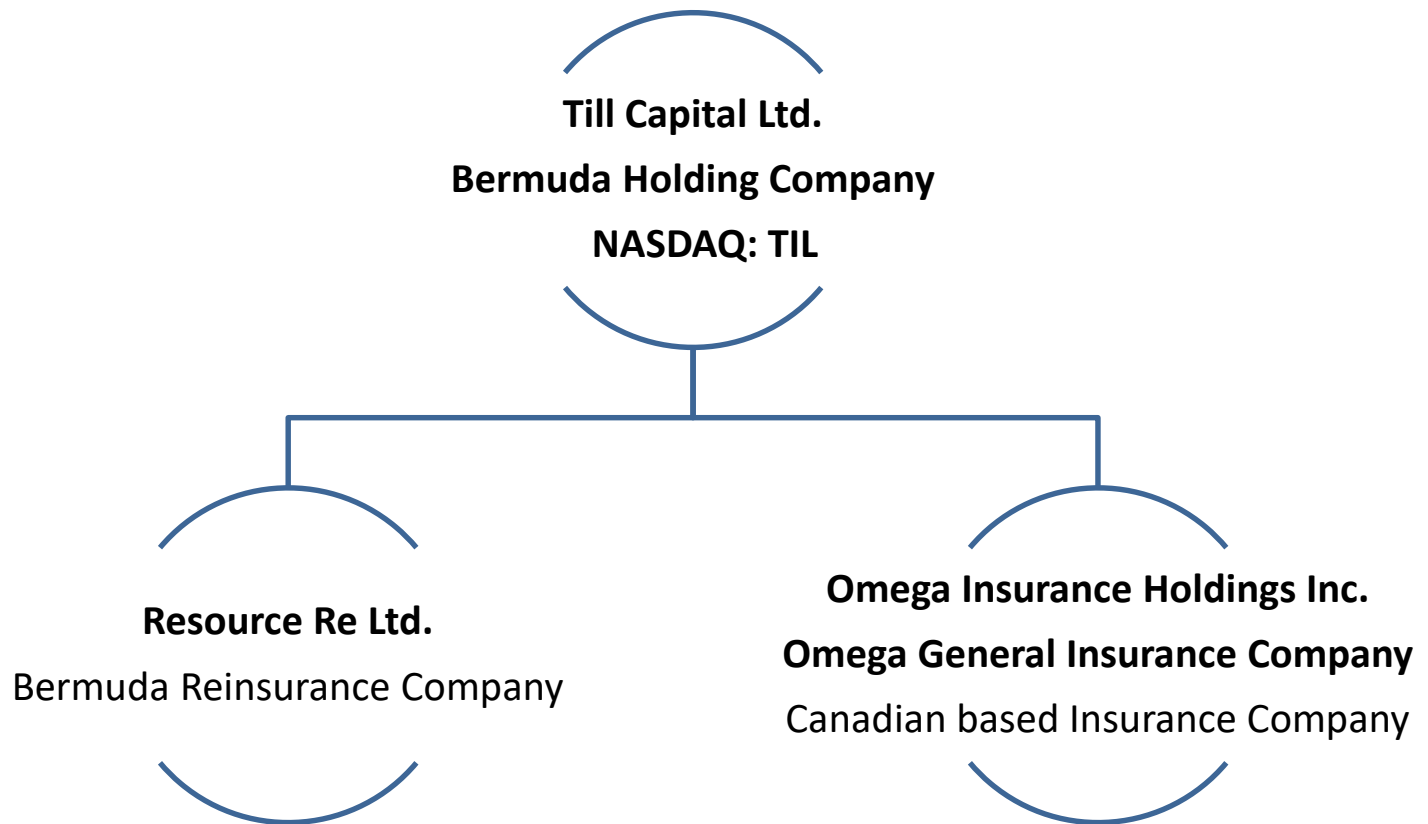 Till Capital Ltd.
Bermuda Holding Company
NASDAQ: TIL
Resource Re Ltd.
Bermuda Reinsurance Company
Omega Insurance Holdings Inc.
Omega General Insurance Company
Canadian based Insurance Company